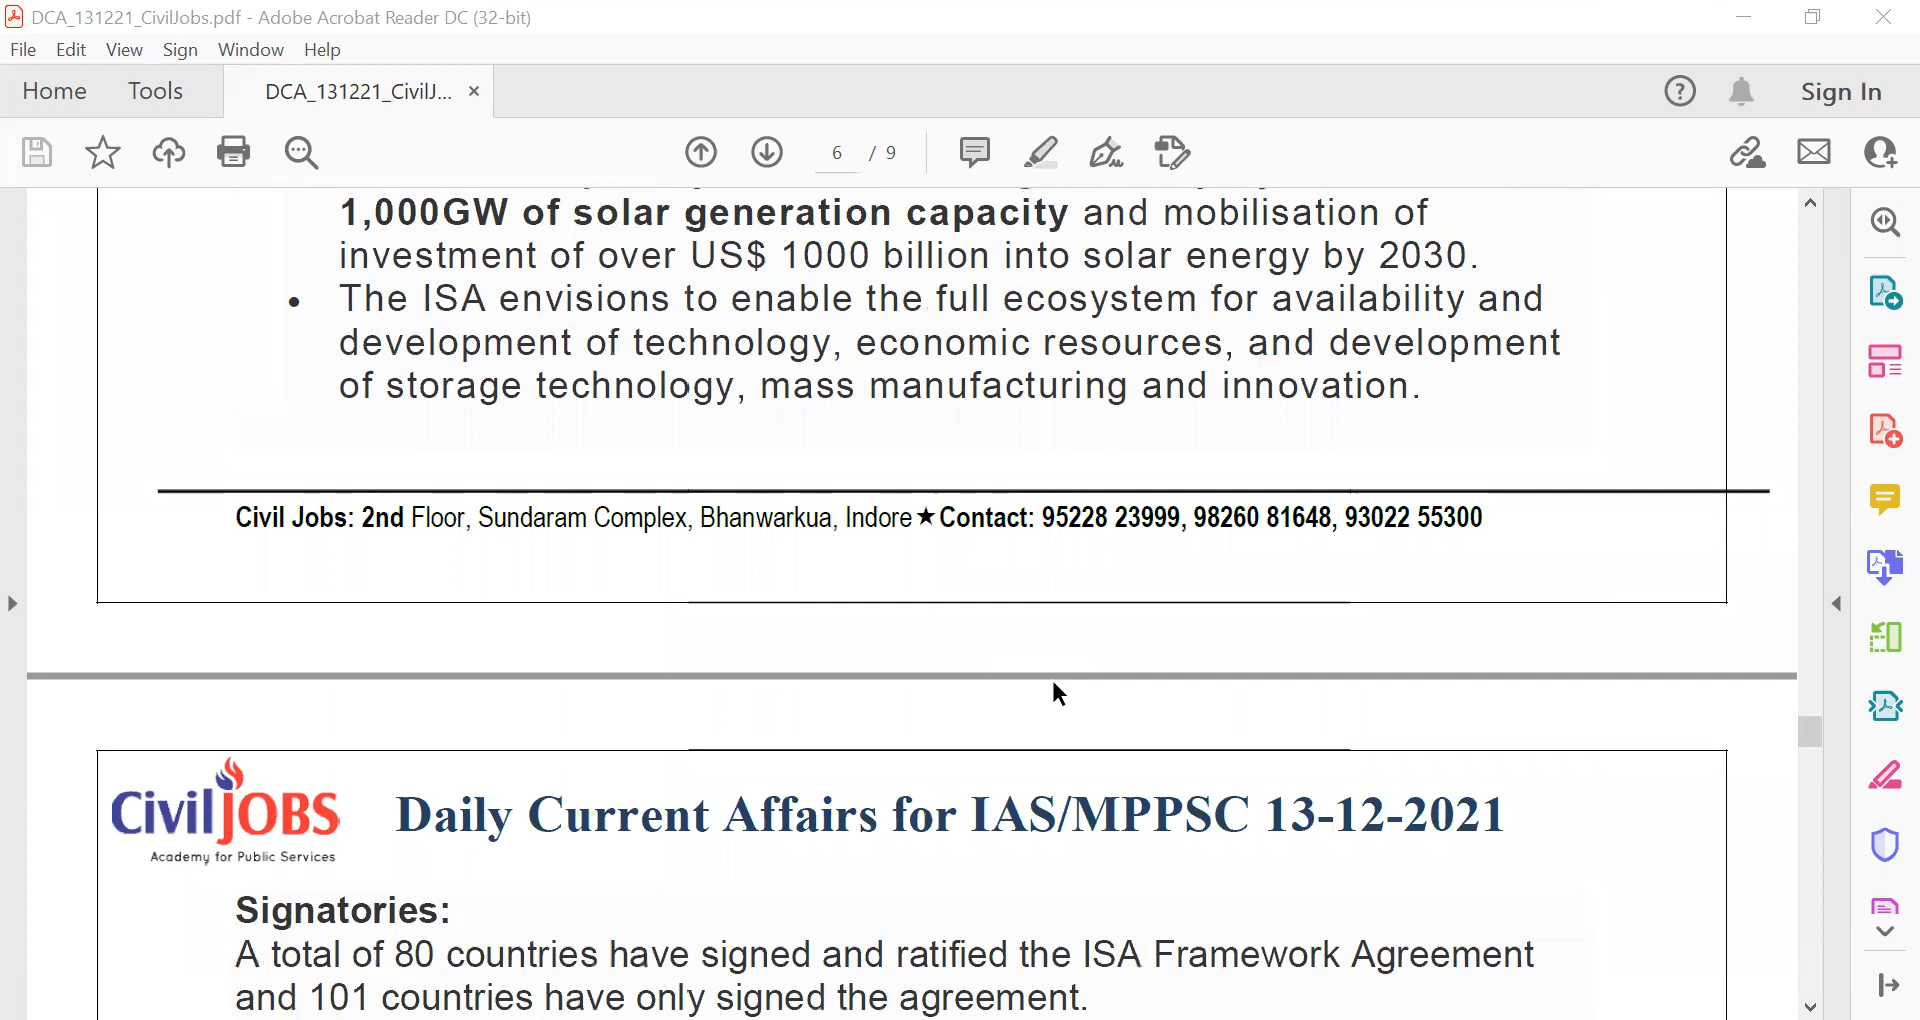 DCA_131221_CivilJobs.pdf - Adobe Acrobat Reader DC (32-bit)
File Edit View Sign Window Help
Home Tools DCA_131221_CivilJ... Sign In
6 / 9
1,000GW of solar generation capacity and mobilisation of
investment of over US$ 1000 billion into solar energy by 2030.
• The ISA envisions to enable the full ecosystem for availability and
development of technology, economic resources, and development
of storage technology, mass manufacturing and innovation.
Civil Jobs: 2nd Floor, Sundaram Complex, Bhanwarkua, Indore★Contact: 95228 23999, 98260 81648, 93022 55300
CivilJOBS
Academy for Public Services
Daily Current Affairs for IAS/MPPSC 13-12-2021
Signatories:
A total of 80 countries have signed and ratified the ISA Framework Agreement
and 101 countries have only signed the agreement.